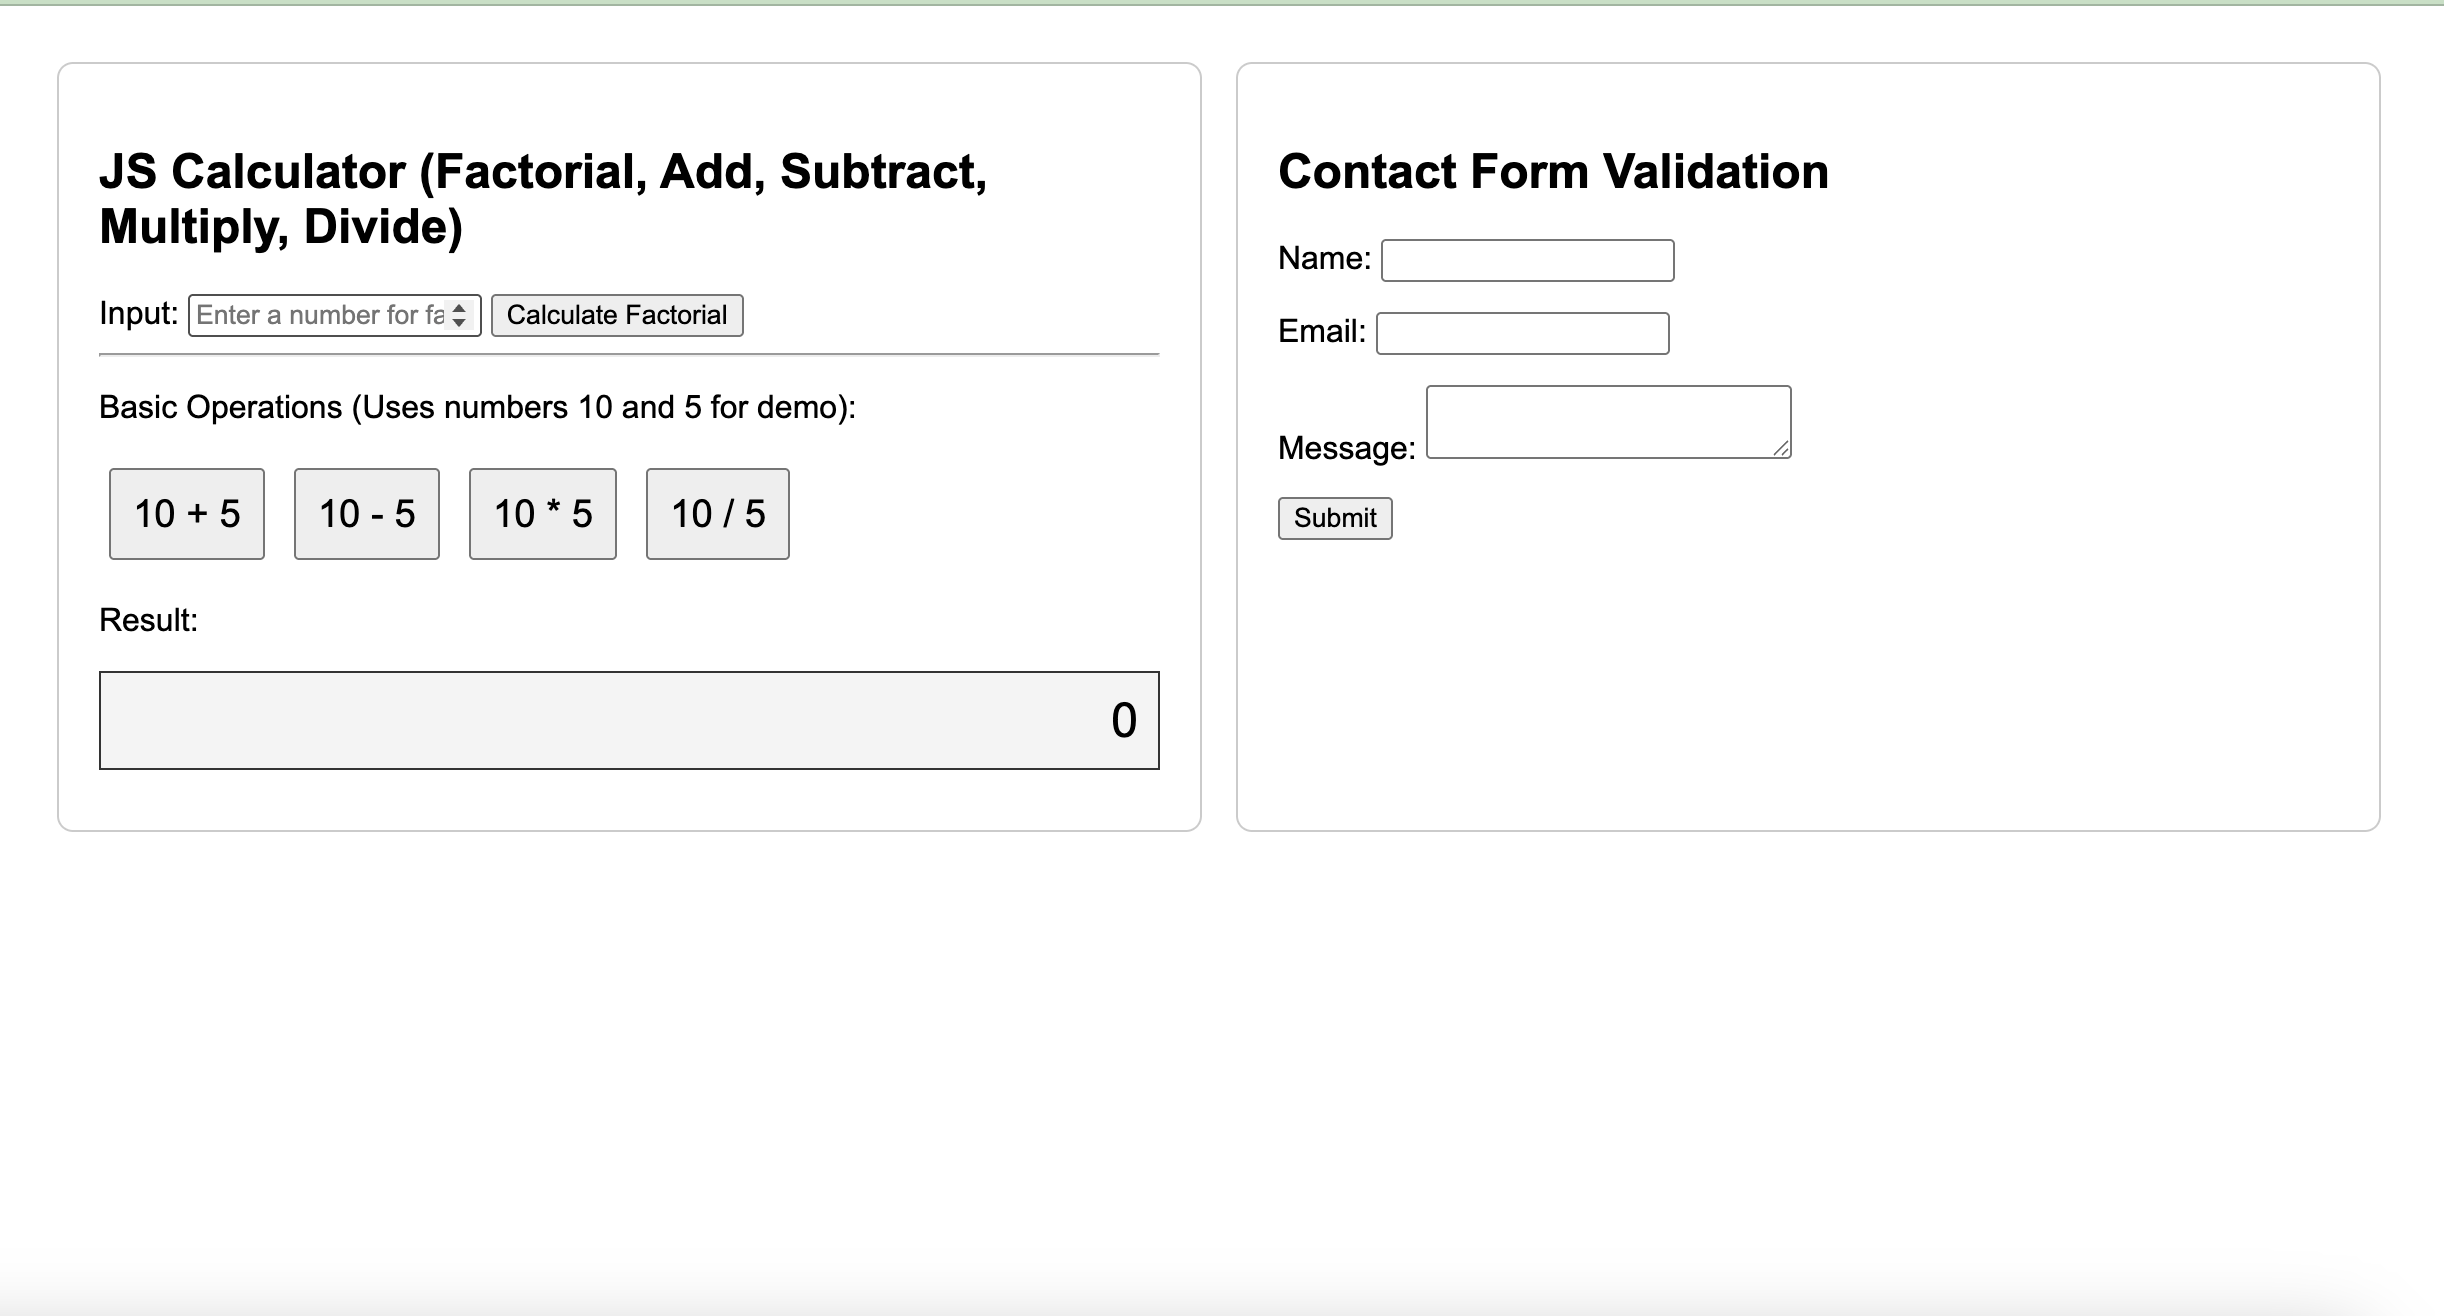 JS Calculator (Factorial, Add, Subtract,
Multiply, Divide)
Input: Enter a number for fa Calculate Factorial
Basic Operations (Uses numbers 10 and 5 for demo):
10 + 5 10 - 5 10 * 5 10 / 5
Result:
0
Contact Form Validation
Name:
Email:
Message:
Submit